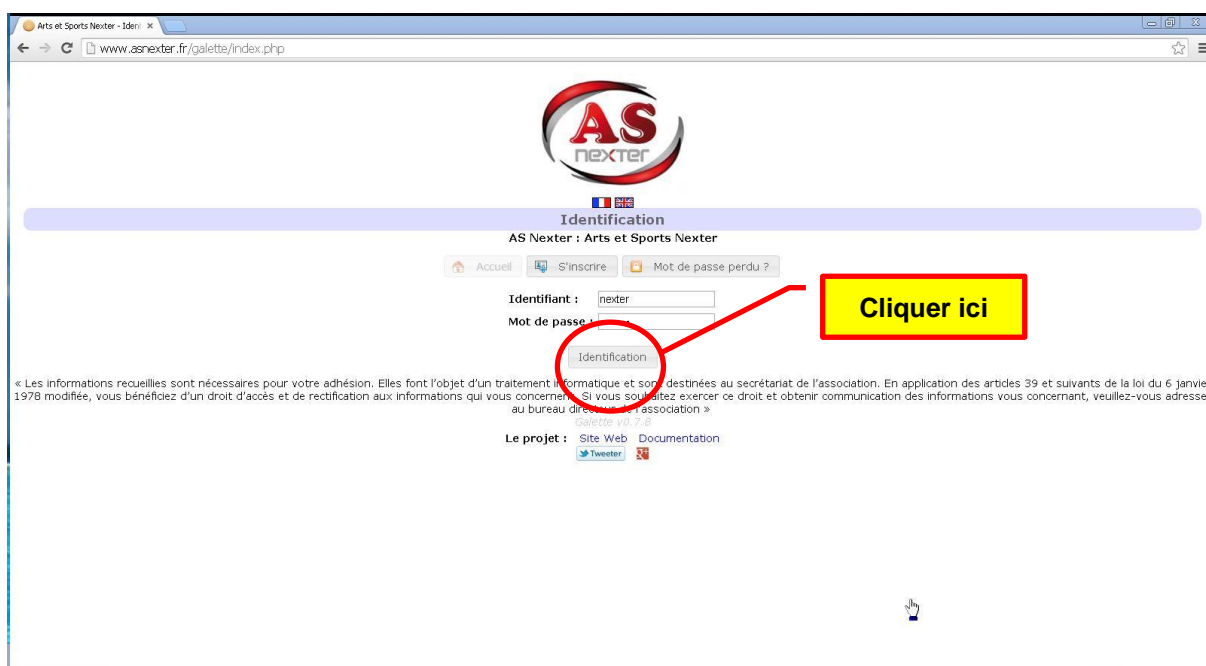 Arts et Sports Nexter - Iden
www.asnexter.fr/galette/index.php
AS
nexter
Identification
AS Nexter : Arts et Sports Nexter
Accueil S'inscrire Mot de passe perdu ?
Identifiant : nexter
Cliquer ici
Mot de passe :
Identification
« Les informations recueillies sont nécessaires pour votre adhésion. Elles font l'objet d'un traitement informatique et sont destinées au secrétariat de l'association. En application des articles 39 et suivants de la loi du 6 janvie
1978 modifiée, vous bénéficiez d'un droit d'accès et de rectification aux informations qui vous concernent. Si vous souhaitez exercer ce droit et obtenir communication des informations vous concernant, veuillez-vous adresse
au bureau directeur de l'association »
Galette v0.7.8
Le projet : Site Web Documentation
Tweeter